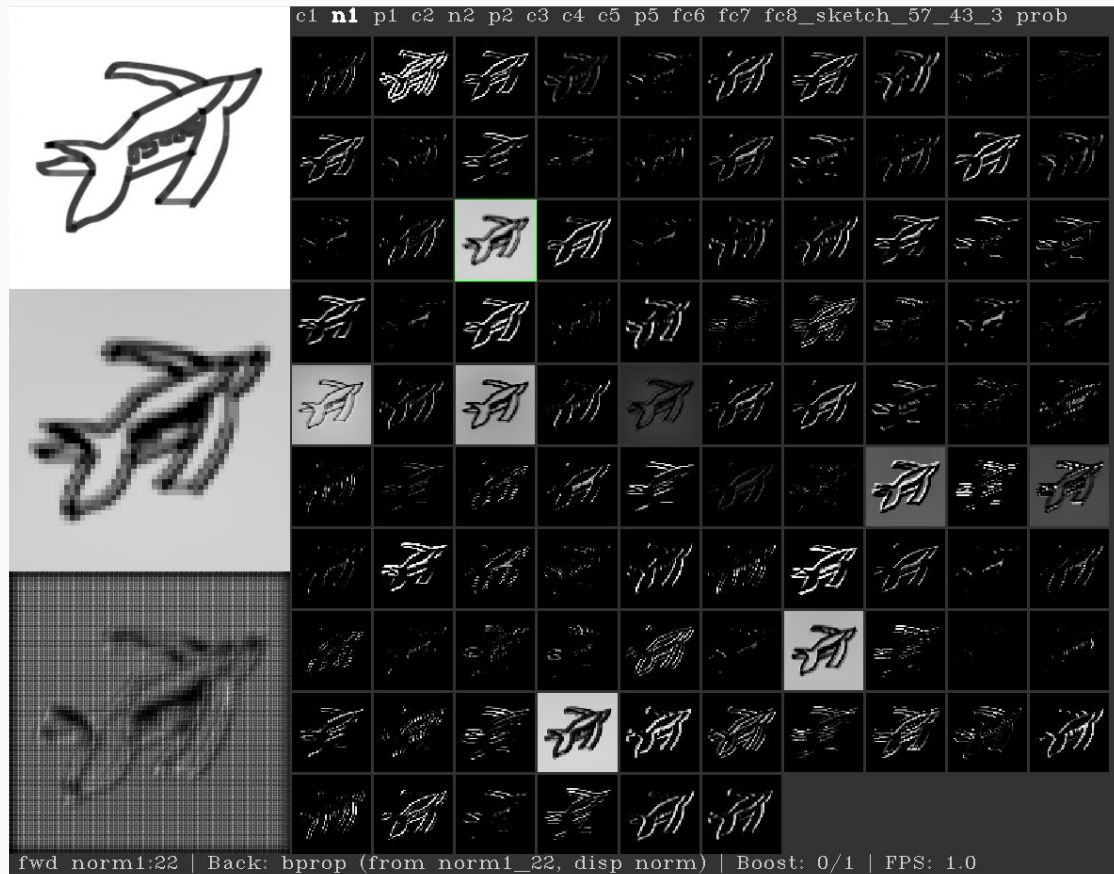 c1 n1 p1 c2 n2 p2 c3 c4 c5 p5 fc6 fc7 fc8_sketch_57_43_3 prob
fwd norm1:22 | Back: bprop (from norm1_22, disp norm) | Boost: 0/1 | FPS: 1.0